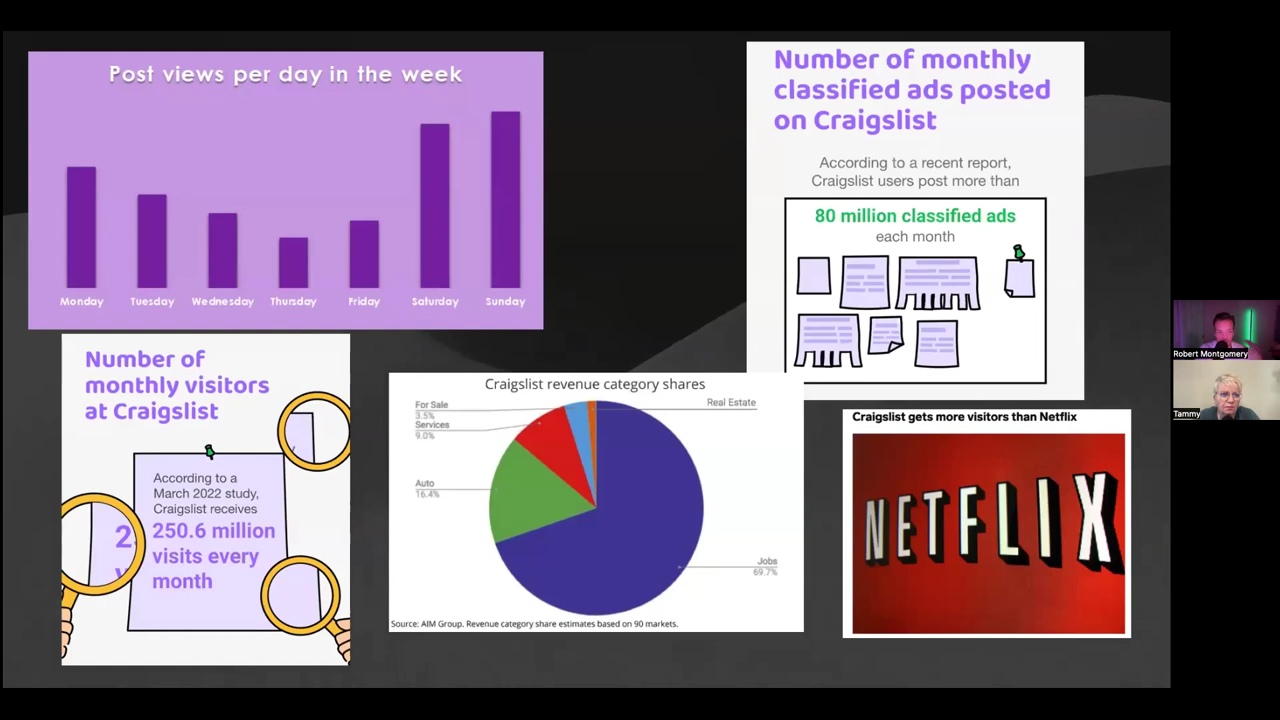 Post views per day in the week
Monday Tuesday Wednesday Thursday Friday Saturday Sunday
Number of monthly
classified ads posted
on Craigslist
According to a recent report,
Craigslist users post more than
80 million classified ads
each month
Number of
monthly visitors
at Craigslist
According to a
March 2022 study,
Craigslist receives
250.6 million
visits every
month
2
Craigslist revenue category shares
For Sale
3.5%
Services
9.0%
Auto
16.4%
Real Estate
Jobs
69.7%
Source: AIM Group. Revenue category share estimates based on 90 markets.
Craigslist gets more visitors than Netflix
NETFLIX
Robert Montgomery
Tammy